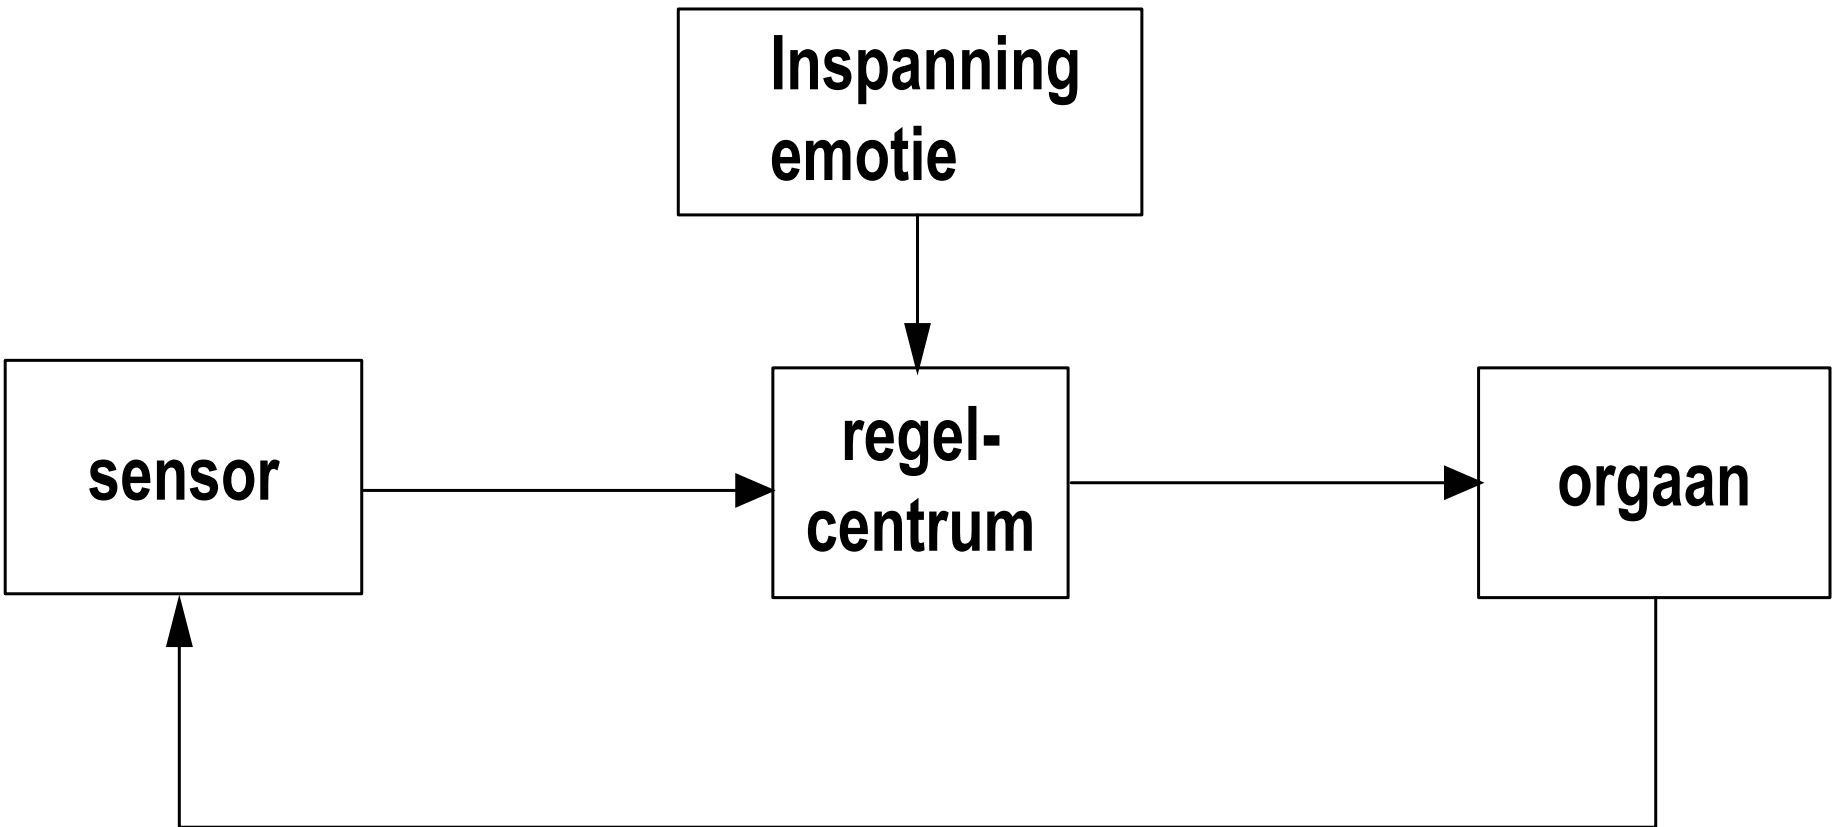 Inspanning
emotie
sensor
regel-
centrum
orgaan